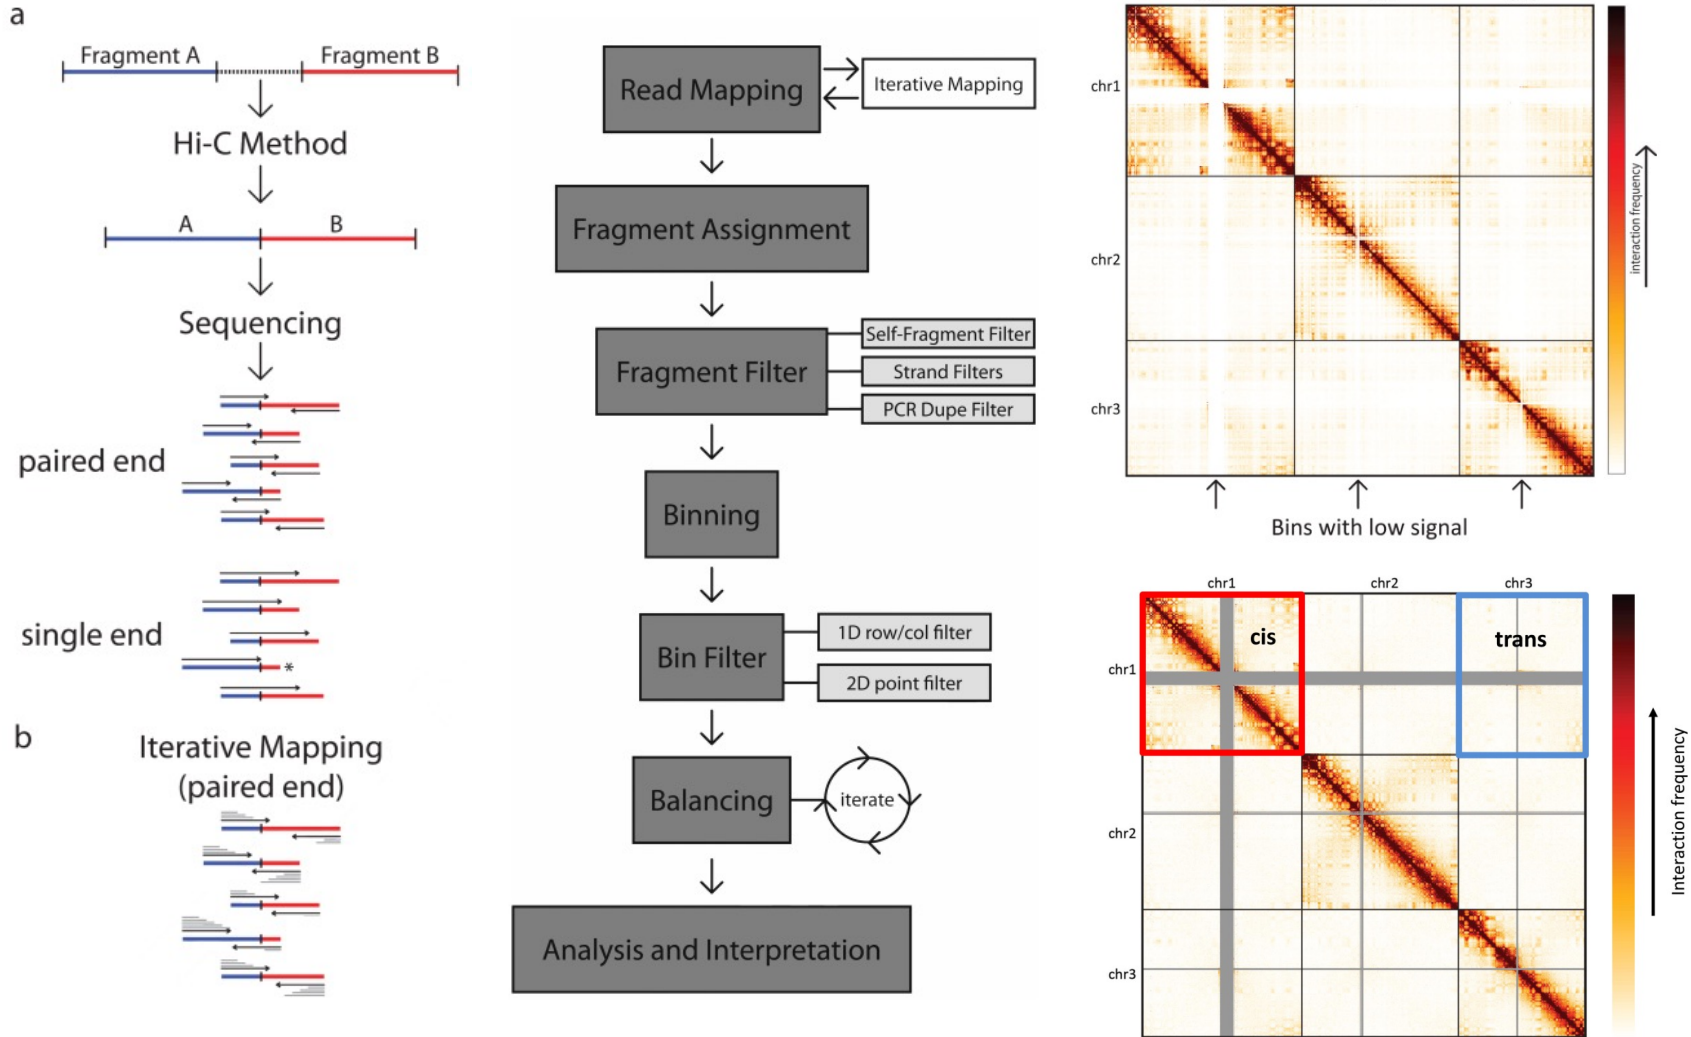 a
Fragment A
Fragment B
Hi-C Method
A
B
Sequencing
paired end
single end
*
b
Iterative Mapping
(paired end)
Read Mapping
Iterative Mapping
Fragment Assignment
Fragment Filter
Self-Fragment Filter
Strand Filters
PCR Dupe Filter
Binning
Bin Filter
1D row/col filter
2D point filter
Balancing
iterate
Analysis and Interpretation
chr1
chr2
chr3
interaction frequency
Bins with low signal
chr1
chr2
chr3
cis
trans
chr1
chr2
chr3
Interaction frequency